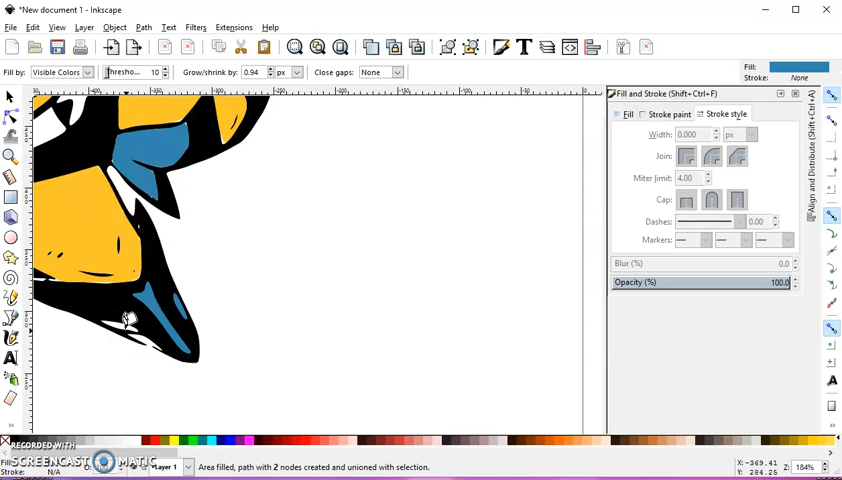 *New document 1 - Inkscape
File Edit View Layer Object Path Text Filters Extensions Help
Fill by: Visible Colors Thresho... 10 Grow/shrink by: 0.94 px Close gaps: None
Fill:
Stroke: None
Fill and Stroke (Shift+Ctrl+F)
Fill Stroke paint Stroke style
Width: 0.000 px
Join:
Miter limit: 4.00
Cap:
Dashes: 0.00
Markers:
Blur (%) 0.0
Opacity (%) 100.0
Align and Distribute (Shift+Ctrl+A)
RECORDED WITH
SCREENCAST MATIC
Stroke: N/A
Layer 1
Area filled, path with 2 nodes created and unioned with selection.
X: -369.41
Y: 284.25
Z: 184%